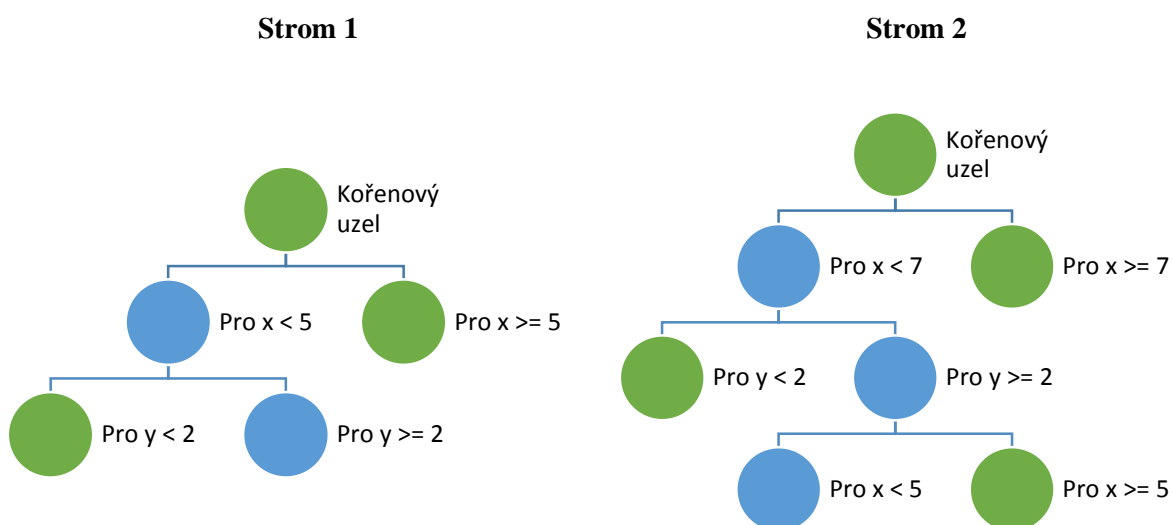 Strom 1
Kořenový
uzel
Pro x < 5
Pro x >= 5
Pro y < 2
Pro y >= 2
Strom 2
Kořenový
uzel
Pro x < 7
Pro x >= 7
Pro y < 2
Pro y >= 2
Pro x < 5
Pro x >= 5